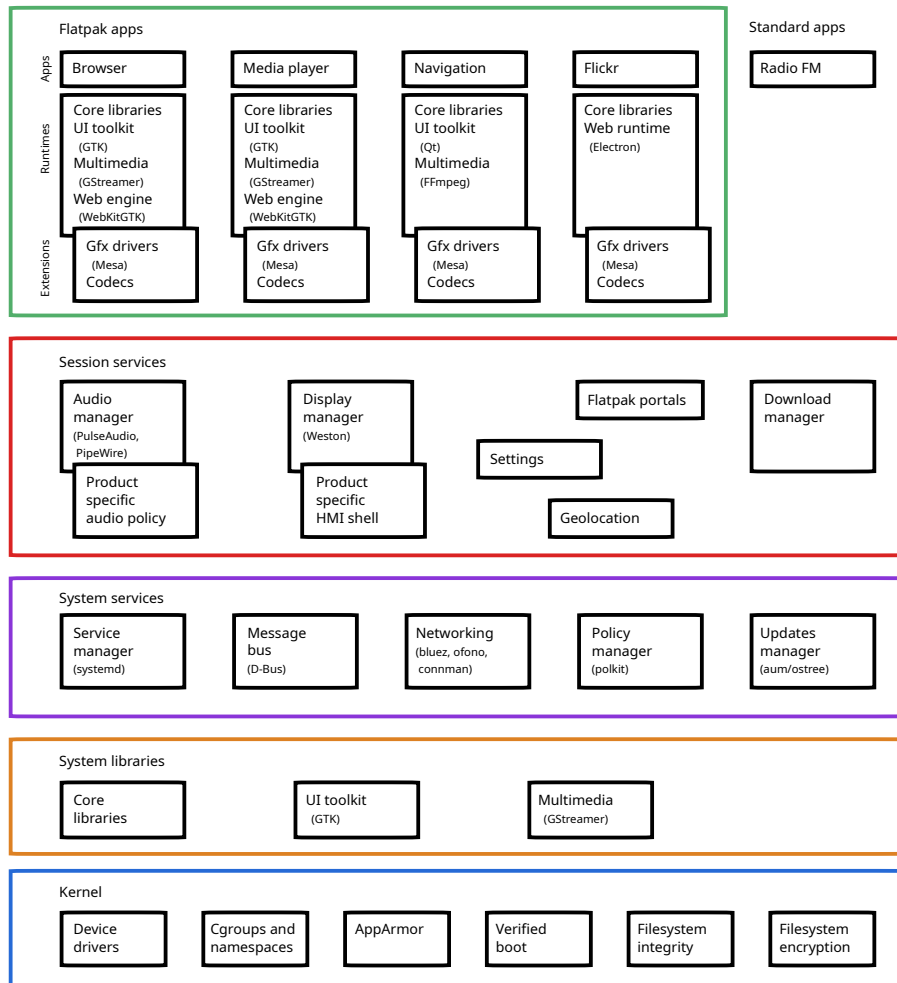 Flatpak apps
Standard apps
Apps
Browser
Media player
Navigation
Flickr
Radio FM
Runtimes
Core libraries
UI toolkit
(GTK)
Multimedia
(GStreamer)
Web engine
(WebKitGTK)
Core libraries
UI toolkit
(GTK)
Multimedia
(GStreamer)
Web engine
(WebKitGTK)
Core libraries
UI toolkit
(Qt)
Multimedia
(FFmpeg)
Core libraries
Web runtime
(Electron)
Extensions
Gfx drivers
(Mesa)
Codecs
Gfx drivers
(Mesa)
Codecs
Gfx drivers
(Mesa)
Codecs
Gfx drivers
(Mesa)
Codecs
Session services
Audio
manager
(PulseAudio,
PipeWire)
Product
specific
audio policy
Display
manager
(Weston)
Product
specific
HMI shell
Flatpak portals
Settings
Geolocation
Download
manager
System services
Service
manager
(systemd)
Message
bus
(D-Bus)
Networking
(bluez, ofono,
connman)
Policy
manager
(polkit)
Updates
manager
(aum/ostree)
System libraries
Core
libraries
UI toolkit
(GTK)
Multimedia
(GStreamer)
Kernel
Device
drivers
Cgroups and
namespaces
AppArmor
Verified
boot
Filesystem
integrity
Filesystem
encryption